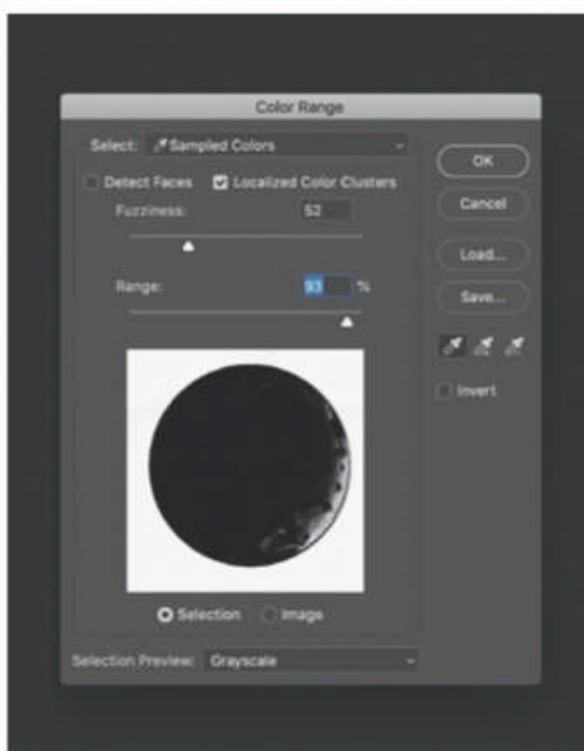 Color Range
Select: Sampled Colors
Detect Faces Localized Color Clusters
Fuzziness: 52
Range: 93 %
OK
Cancel
Load...
Save...
Invert
Selection Image
Selection Preview: Grayscale